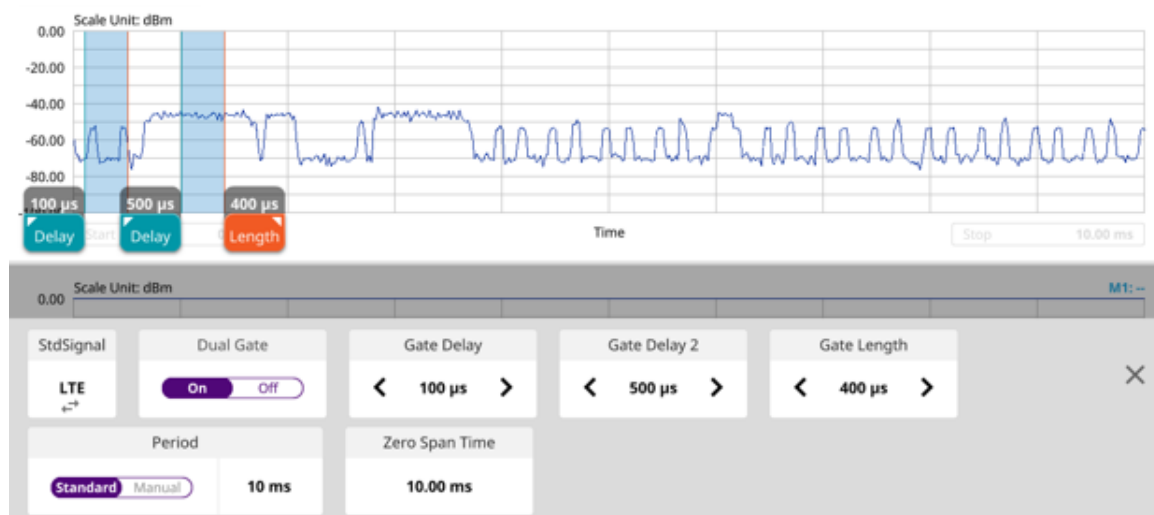 Scale Unit: dBm
0.00
-20.00
-40.00
-60.00
-80.00
100 µs 500 µs 400 µs
Delay Start Delay Length
Time
Stop 10.00 ms
Scale Unit: dBm
0.00
M1: --
StdSignal Dual Gate Gate Delay Gate Delay 2 Gate Length
LTE On Off 100 µs 500 µs 400 µs
Period Zero Span Time
Standard Manual 10 ms 10.00 ms